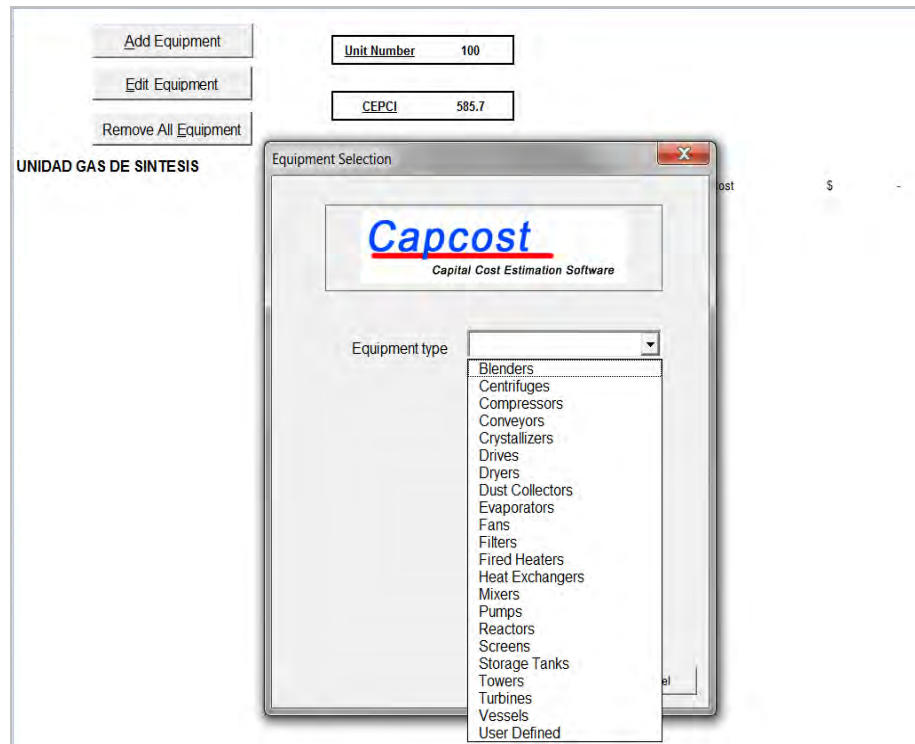 Add Equipment
Unit Number 100
Edit Equipment
CEPCI 585.7
Remove All Equipment
UNIDAD GAS DE SINTESIS
Equipment Selection
$ -
Capcost
Capital Cost Estimation Software
Equipment type
Blenders
Centrifuges
Compressors
Conveyors
Crystallizers
Drives
Dryers
Dust Collectors
Evaporators
Fans
Filters
Fired Heaters
Heat Exchangers
Mixers
Pumps
Reactors
Screens
Storage Tanks
Towers
Turbines
Vessels
User Defined